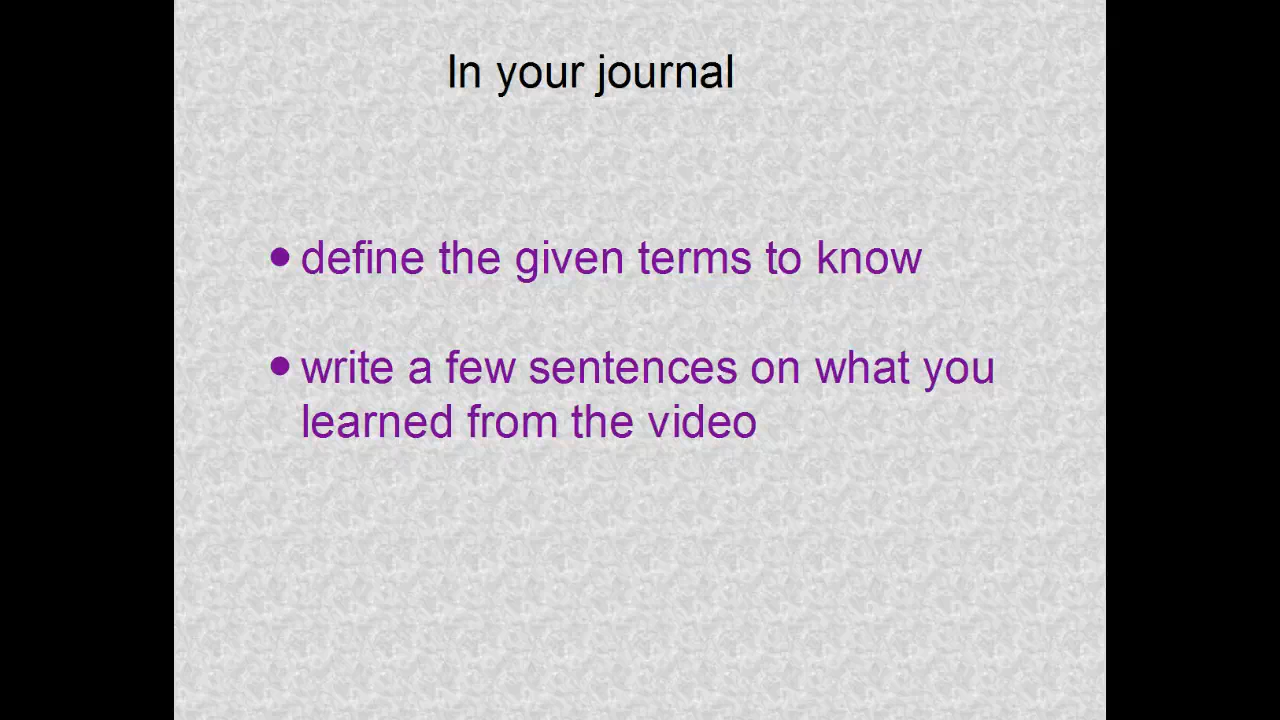 In your journal
• define the given terms to know
• write a few sentences on what you
learned from the video